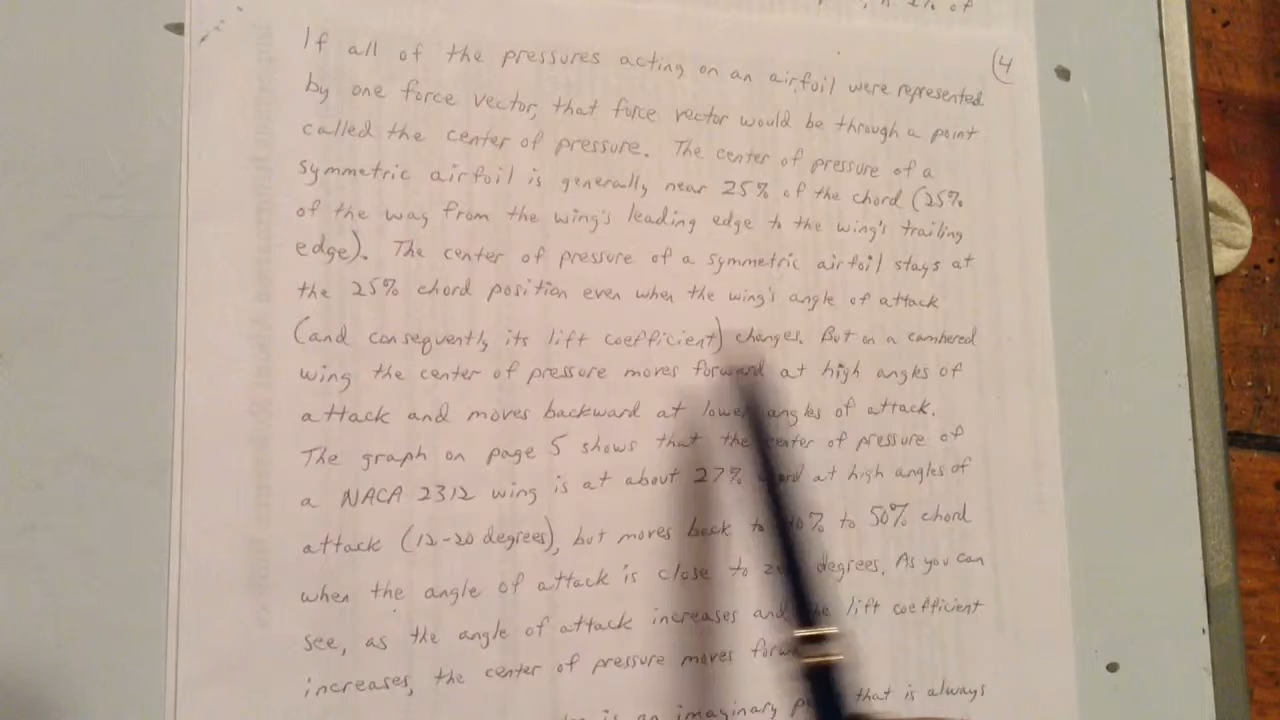 % of
(4
If all of the pressures acting on an airfoil were represented
by one force vector, that force vector would be through a point
called the center of pressure. The center of pressure of a
symmetric airfoil is generally near 25% of the chord (25%
of the way from the wing's leading edge to the wing's trailing
edge). The center of pressure of a symmetric airfoil stays at
the 25% chord position even when the wing's angle of attack
(and consequently its lift coefficient) changes. But on a cambered
wing the center of pressure moves forward at high angles of
attack and moves backward at lower angles of attack.
The graph on page 5 shows that the center of pressure of
a NACA 2312 wing is at about 27% at high angles of
attack (12-20 degrees), but moves back to to 50% chord
when the angle of attack is close to degrees. As you can
see, as the angle of attack increases and the lift coefficient
increases, the center of pressure moves
is an imaginary that is always